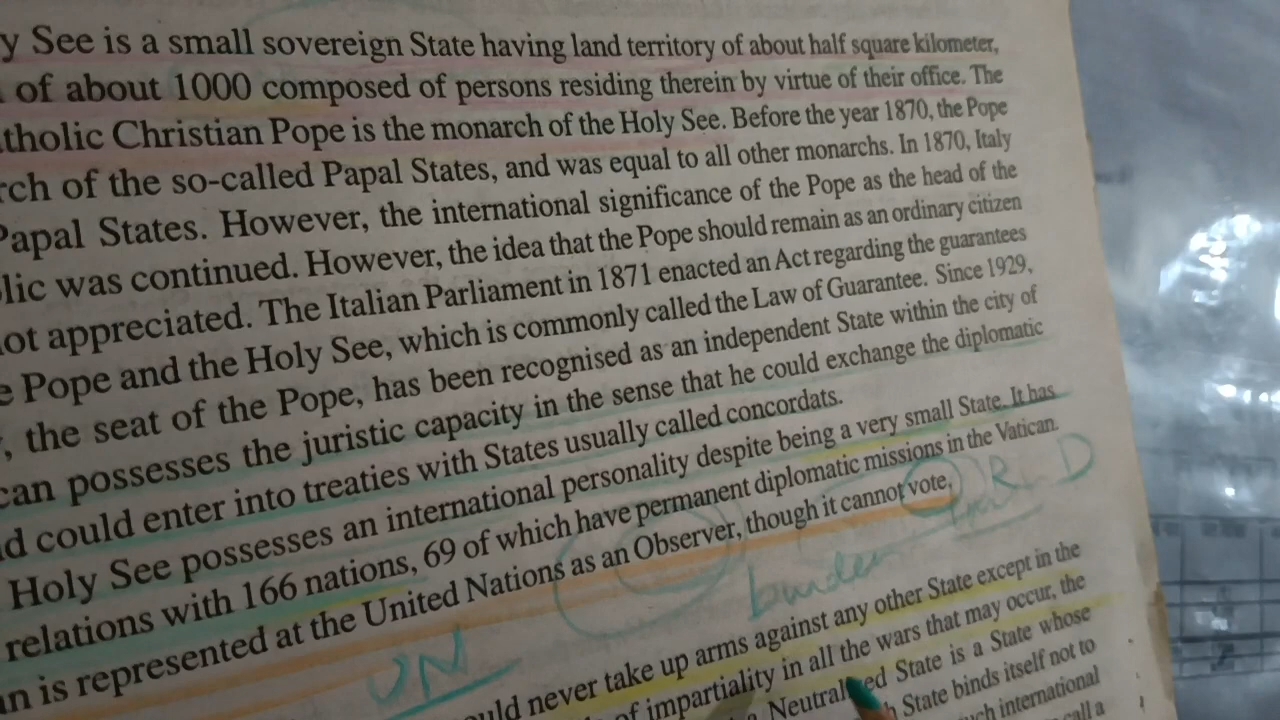 y See is a small sovereign State having land territory of about half square kilometer,
of about 1000 composed of persons residing therein by virtue of their office. The
tholic Christian Pope is the monarch of the Holy See. Before the year 1870, the Pope
rch of the so-called Papal States, and was equal to all other monarchs. In 1870, Italy
Papal States. However, the international significance of the Pope as the head of the
lic was continued. However, the idea that the Pope should remain as an ordinary citizen
ot appreciated. The Italian Parliament in 1871 enacted an Act regarding the guarantees
e Pope and the Holy See, which is commonly called the Law of Guarantee. Since 1929,
, the seat of the Pope, has been recognised as an independent State within the city of
can possesses the juristic capacity in the sense that he could exchange the diplomatic
d could enter into treaties with States usually called concordats.
Holy See possesses an international personality despite being a very small State. It has
relations with 166 nations, 69 of which have permanent diplomatic missions in the Vatican.
an is represented at the United Nations as an Observer, though it cannot vote.
R D
burden
UN
uld never take up arms against any other State except in the
of impartiality in all the wars that may occur, the
a Neutralised State is a State whose
h State binds itself not to
uch international
call a